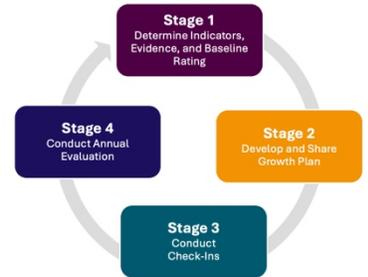 Stage 1
Determine Indicators,
Evidence, and Baseline
Rating
Stage 2
Develop and Share
Growth Plan
Stage 3
Conduct
Check-Ins
Stage 4
Conduct Annual
Evaluation